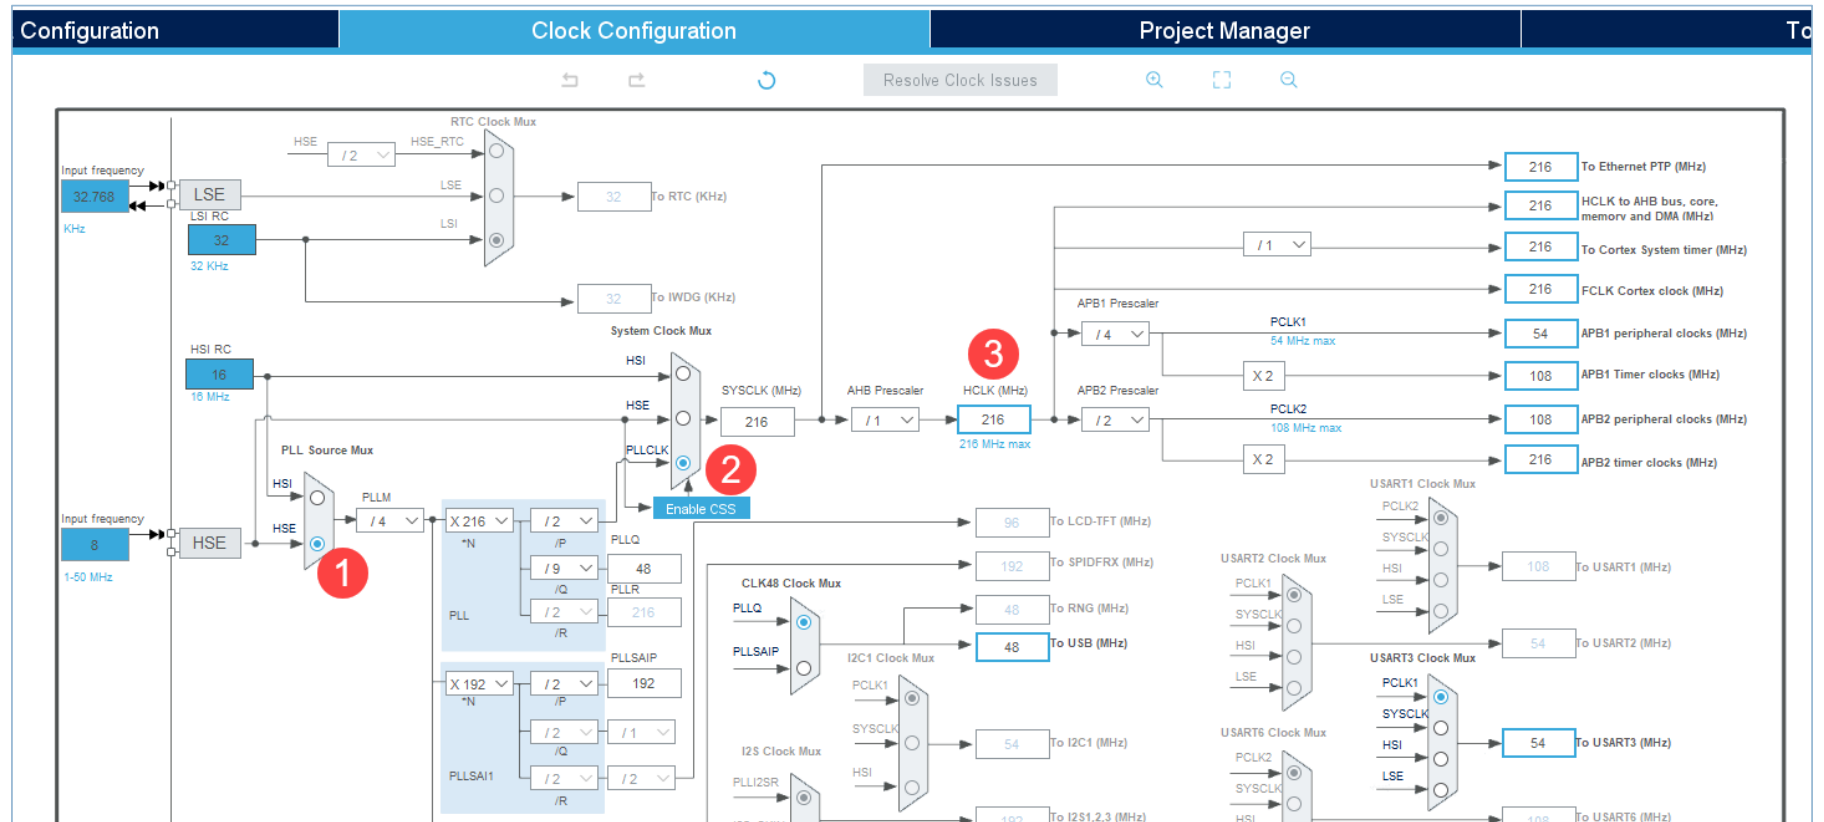 Configuration
Clock Configuration
Project Manager
To
Resolve Clock Issues
RTC Clock Mux
HSE
/ 2
HSE_RTC
Input frequency
32.768
KHz
LSE
LSE
32
To RTC (KHz)
LSI RC
32
32 KHz
LSI
32
To IWDG (KHz)
216
To Ethernet PTP (MHz)
216
HCLK to AHB bus, core,
memory and DMA (MHz)
/ 1
216
To Cortex System timer (MHz)
216
FCLK Cortex clock (MHz)
System Clock Mux
HSI RC
16
16 MHz
HSI
HSE
PLLCLK
2
Enable CSS
SYSCLK (MHz)
216
AHB Prescaler
/ 1
3
HCLK (MHz)
216
216 MHz max
APB1 Prescaler
/ 4
PCLK1
54 MHz max
54
APB1 peripheral clocks (MHz)
X 2
108
APB1 Timer clocks (MHz)
APB2 Prescaler
/ 2
PCLK2
108 MHz max
108
APB2 peripheral clocks (MHz)
X 2
216
APB2 timer clocks (MHz)
PLL Source Mux
HSI
HSE
1
Input frequency
8
1-50 MHz
HSE
PLLM
/ 4
X 216
*N
/ 2
/P
PLLQ
/ 9
48
/Q
PLLR
/ 2
216
/R
PLL
PLLSAIP
X 192
*N
/ 2
192
/P
/ 2
/ 1
/Q
PLLSAI1
/ 2
/ 2
/R
96
To LCD-TFT (MHz)
192
To SPIDFRX (MHz)
CLK48 Clock Mux
PLLQ
PLLSAIP
48
To RNG (MHz)
48
To USB (MHz)
I2C1 Clock Mux
PCLK1
SYSCLK
HSI
54
To I2C1 (MHz)
I2S Clock Mux
PLLI2SR
192
To I2S1,2,3 (MHz)
USART1 Clock Mux
PCLK2
SYSCLK
HSI
LSE
108
To USART1 (MHz)
USART2 Clock Mux
PCLK1
SYSCLK
HSI
LSE
54
To USART2 (MHz)
USART3 Clock Mux
PCLK1
SYSCLK
HSI
LSE
54
To USART3 (MHz)
USART6 Clock Mux
PCLK2
SYSCLK
HSI
108
To USART6 (MHz)